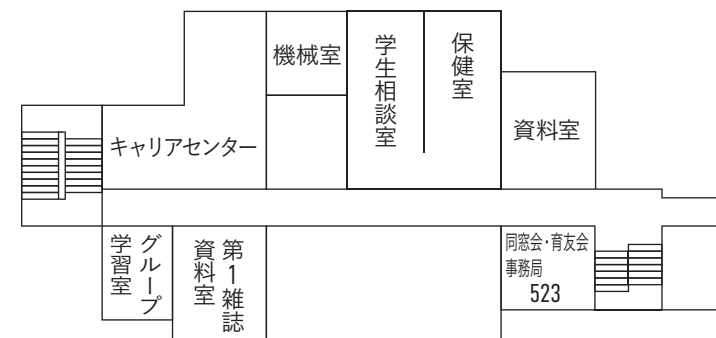 機械室
学生相談室
保健室
キャリアセンター
資料室
グループ
学習室
第1雑誌
資料室
同窓会・育友会
事務局
523